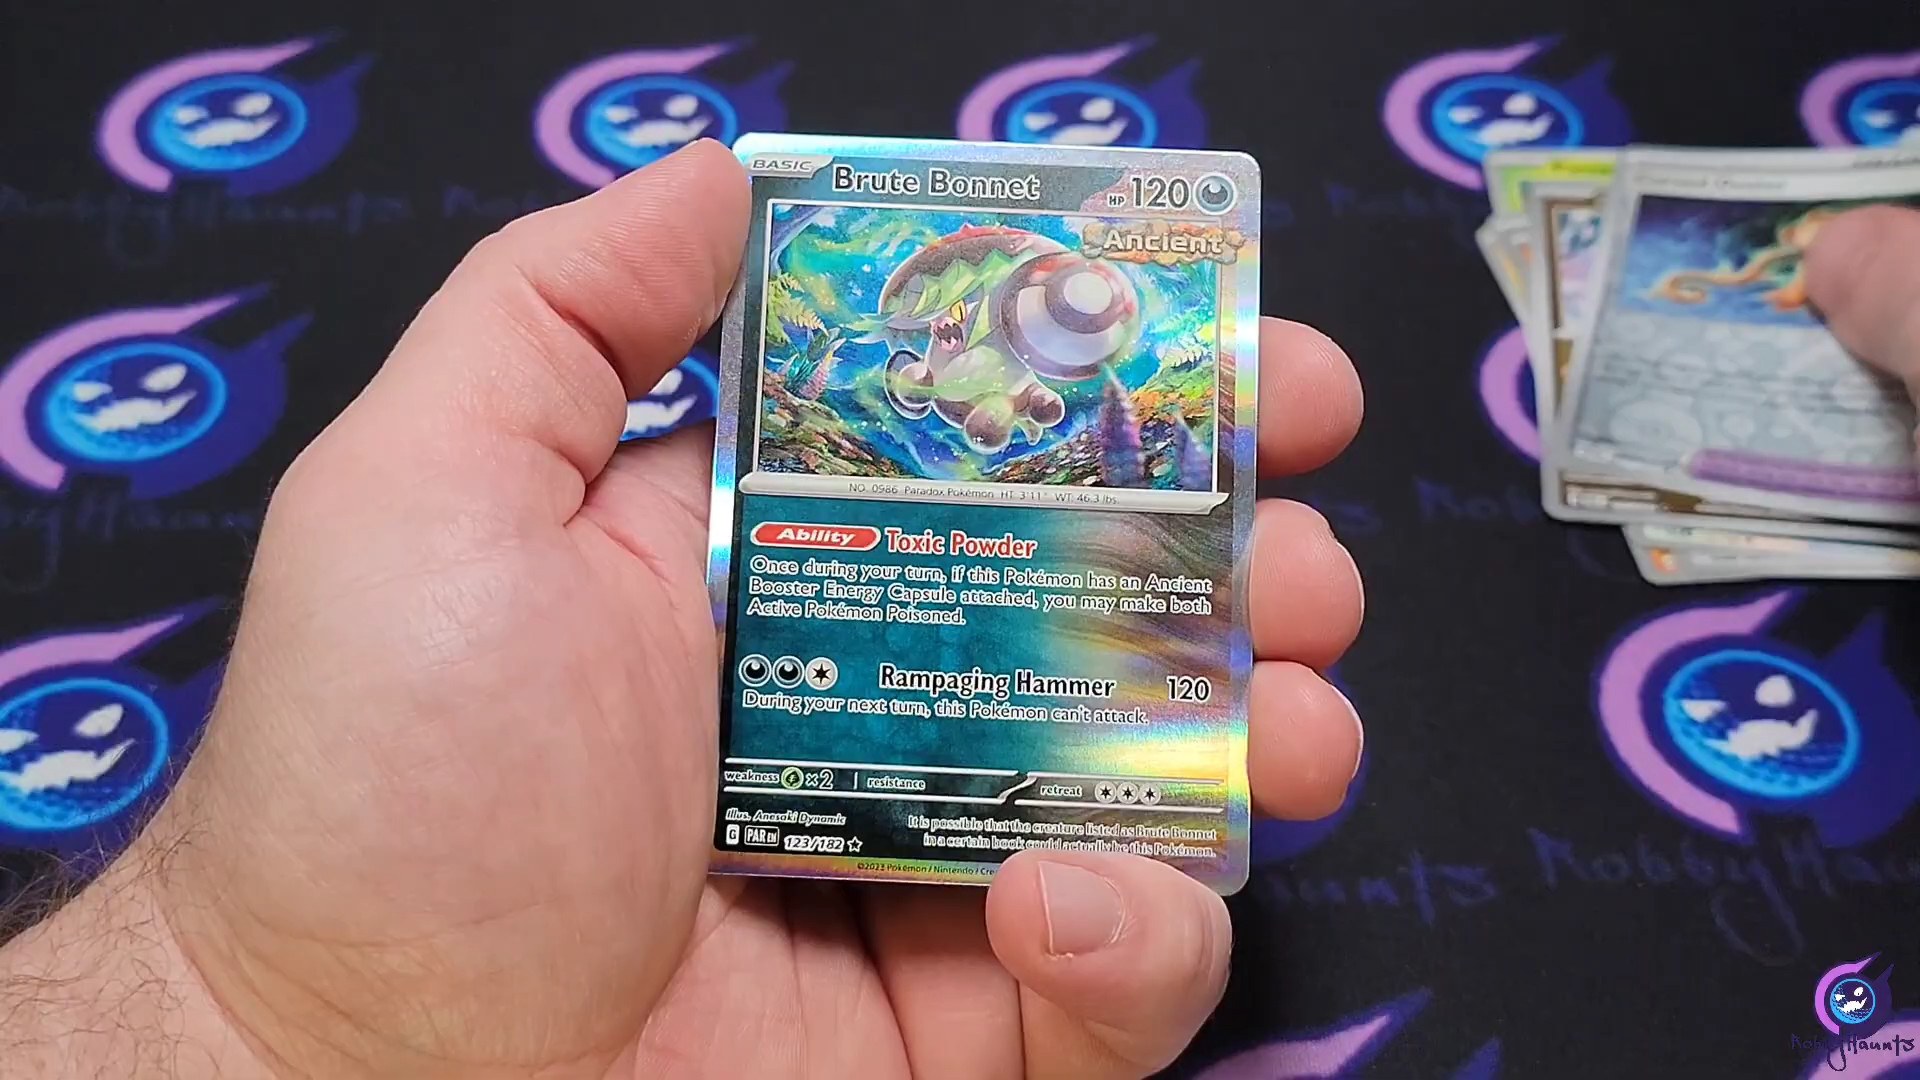 BASIC Brute Bonnet HP 120
Ancient
NO. 0986 Paradox Pokémon HT: 3'11" WT: 46.3 lbs.
Ability Toxic Powder
Once during your turn, if this Pokémon has an Ancient
Booster Energy Capsule attached, you may make both
Active Pokémon Poisoned.
Rampaging Hammer 120
During your next turn, this Pokémon can't attack.
weakness ×2 resistance retreat
Illus. Anesaki Dynamic
It is possible that the creature listed as Brute Bonnet
in a certain book could actually be this Pokémon.
G PAR EN 123/182
©2023 Pokémon / Nintendo /
RobbyHaunts